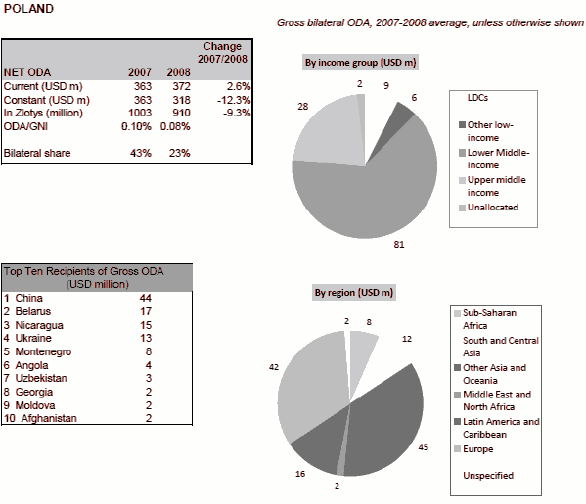 POLAND
Gross bilateral ODA, 2007-2008 average, unless otherwise shown
Change
NET ODA 2007 2008 2007/2008
Current (USD m) 363 372 2.6%
Constant (USD m) 363 318 -12.3%
In Zlotys (million) 1003 910 -9.3%
ODA/GNI 0.10% 0.08%
Bilateral share 43% 23%
By income group (USD m)
2
9
6
28
81
LDCs
Other low-
income
Lower Middle-
income
Upper middle
income
Unallocated
Top Ten Recipients of Gross ODA
(USD million)
1 China 44
2 Belarus 17
3 Nicaragua 15
4 Ukraine 13
5 Montenegro 8
6 Angola 4
7 Uzbekistan 3
8 Georgia 2
9 Moldova 2
10 Afghanistan 2
By region (USD m)
2
8
12
42
45
16
2
Sub-Saharan
Africa
South and Central
Asia
Other Asia and
Oceania
Middle East and
North Africa
Latin America and
Caribbean
Europe
Unspecified